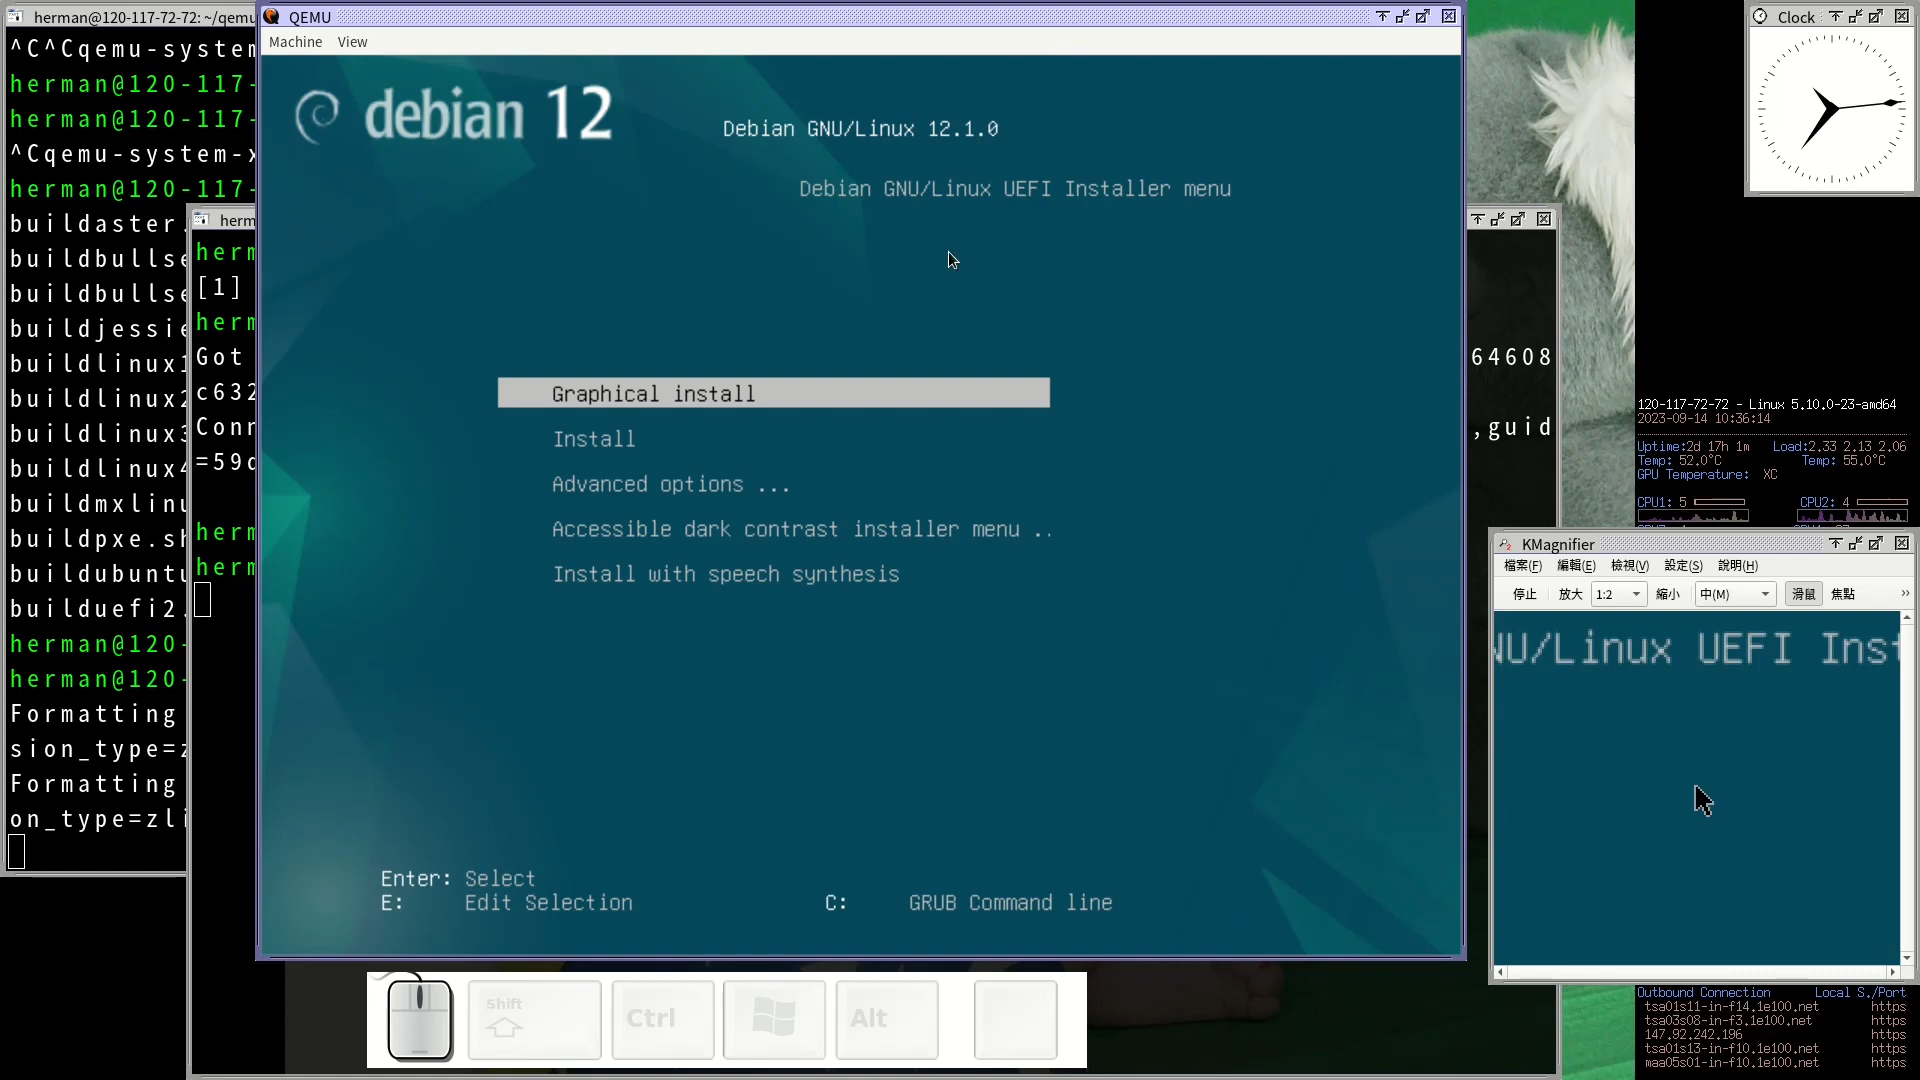 herman@120-117-72-72: ~/qemu
^C^Cqemu-system
herman@120-117-
herman@120-117-
^Cqemu-system-x
herman@120-117-
buildaster.
buildbullse
buildbullse
buildjessie
buildlinux1
buildlinux2
buildlinux3
buildlinux4
buildmxlinu
buildpxe.sh
buildubuntu
builduefi2.
herman@120-
herman@120-
Formatting
sion_type=z
Formatting
on_type=zli
herm
herm
[1]
herm
Got
c632
Conn
=59d
herm
herm
64608
,guid
QEMU
Machine View
debian 12
Debian GNU/Linux 12.1.0
Debian GNU/Linux UEFI Installer menu
Graphical install
Install
Advanced options ...
Accessible dark contrast installer menu ..
Install with speech synthesis
Enter: Select
E: Edit Selection C: GRUB Command line
Shift
Ctrl
Alt
Clock
120-117-72-72 - Linux 5.10.0-23-amd64
2023-09-14 10:36:14
Uptime:2d 17h 1m Load:2.33 2.13 2.06
Temp: 52.0°C Temp: 55.0°C
GPU Temperature: XC
CPU1: 5 CPU2: 4
KMagnifier
檔案(F) 編輯(E) 檢視(V) 設定(S) 說明(H)
停止 放大 1:2 縮小 中(M) 滑鼠 焦點 »
NU/Linux UEFI Inst
Outbound Connection Local S./Port
tsa01s11-in-f14.1e100.net https
tsa03s08-in-f3.1e100.net https
147.92.242.196 https
tsa01s13-in-f10.1e100.net https
maa05s01-in-f10.1e100.net https